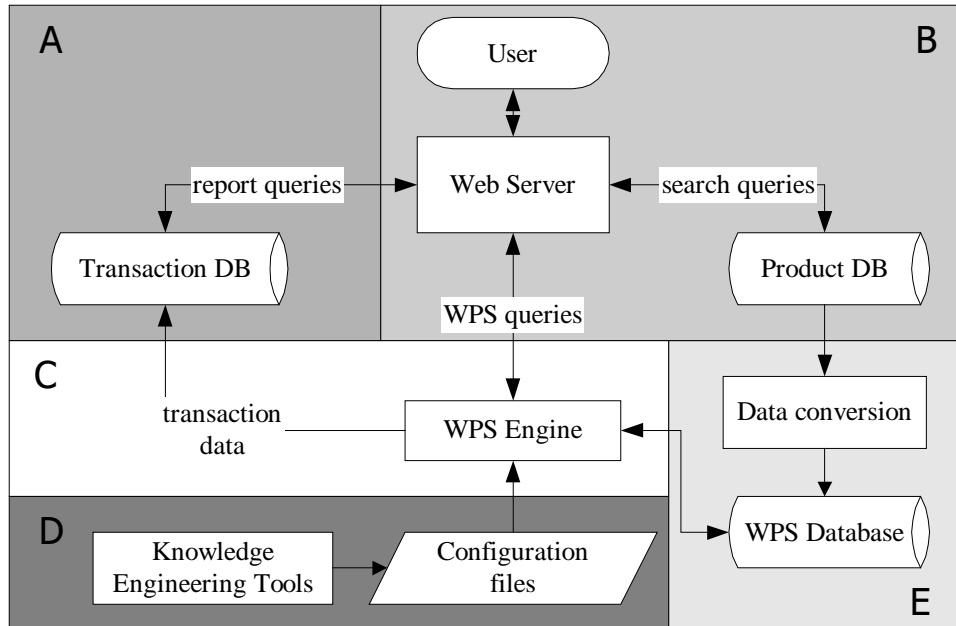 A
B
User
Web Server
report queries
search queries
Transaction DB
Product DB
WPS queries
C
transaction
data
WPS Engine
Data conversion
D
Knowledge
Engineering Tools
Configuration
files
WPS Database
E